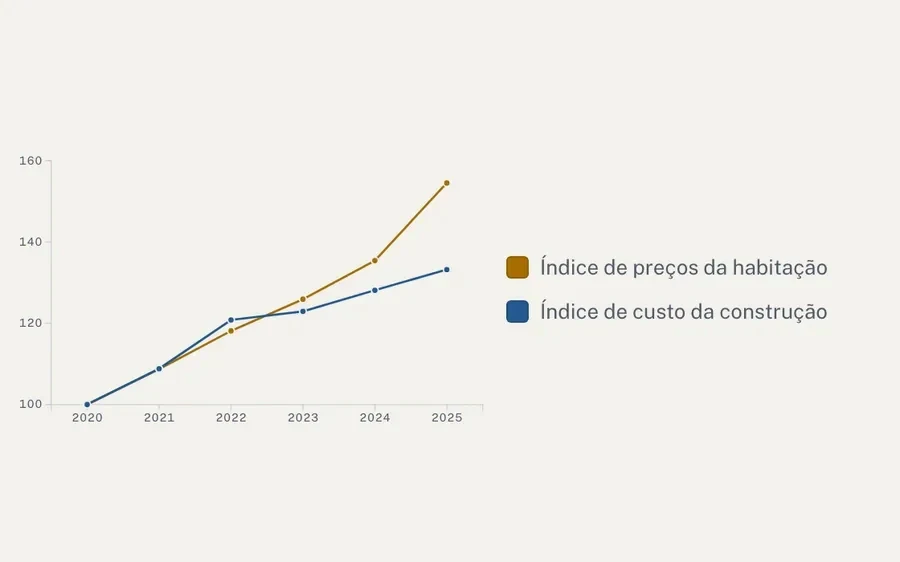 160
140
120
100
2020 2021 2022 2023 2024 2025
Índice de preços da habitação
Índice de custo da construção